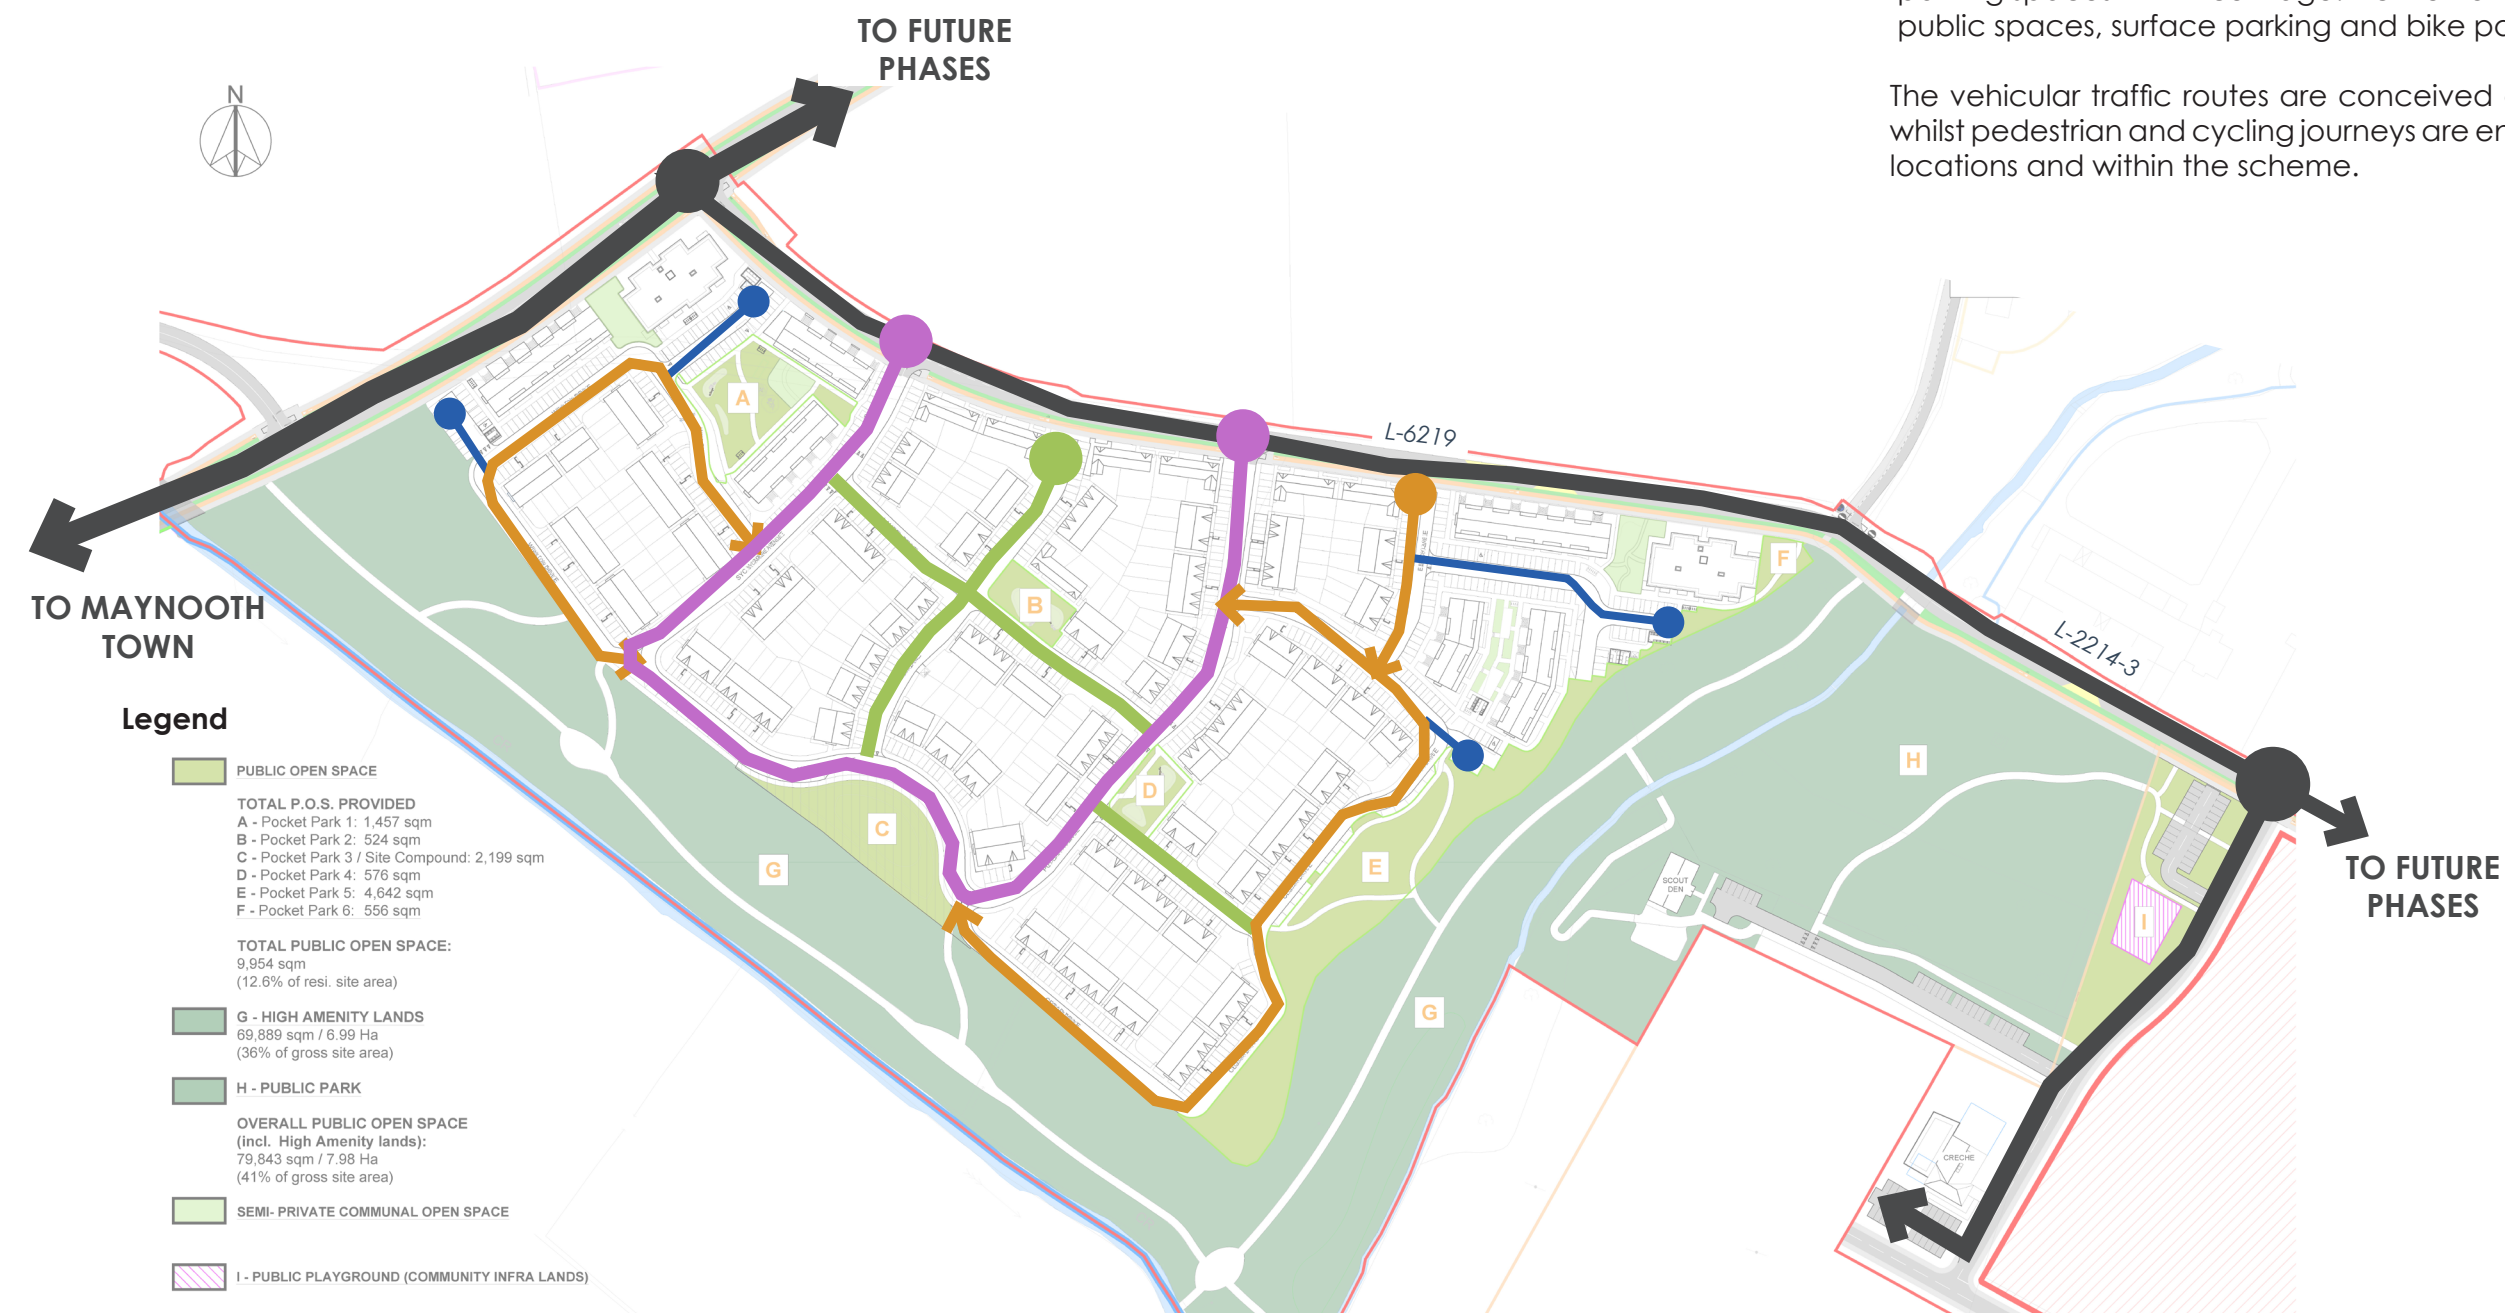 public spaces, surface parking and bike
The vehicular traffic routes are conceived
whilst pedestrian and cycling journeys are
locations and within the scheme.
TO FUTURE
PHASES
N
L-6219
L-2214-3
TO MAYNOOTH
TOWN
TO FUTURE
PHASES
A
B
C
D
E
F
G
G
H
I
SCOUT
DEN
CRECHE
Legend
PUBLIC OPEN SPACE
TOTAL P.O.S. PROVIDED
A - Pocket Park 1: 1,457 sqm
B - Pocket Park 2: 524 sqm
C - Pocket Park 3 / Site Compound: 2,199 sqm
D - Pocket Park 4: 576 sqm
E - Pocket Park 5: 4,642 sqm
F - Pocket Park 6: 556 sqm
TOTAL PUBLIC OPEN SPACE:
9,954 sqm
(12.6% of resi. site area)
G - HIGH AMENITY LANDS
69,889 sqm / 6.99 Ha
(36% of gross site area)
H - PUBLIC PARK
OVERALL PUBLIC OPEN SPACE
(incl. High Amenity lands):
79,843 sqm / 7.98 Ha
(41% of gross site area)
SEMI- PRIVATE COMMUNAL OPEN SPACE
I - PUBLIC PLAYGROUND (COMMUNITY INFRA LANDS)